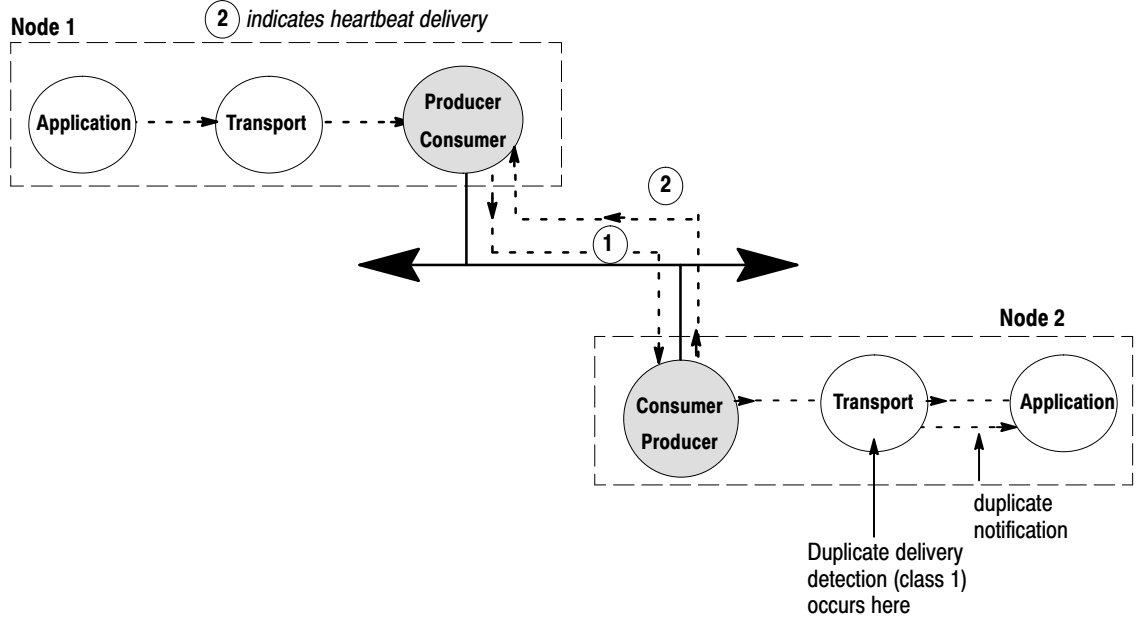 2 indicates heartbeat delivery
Node 1
Application
Transport
Producer
Consumer
2
1
Node 2
Consumer
Producer
Transport
Application
duplicate
notification
Duplicate delivery
detection (class 1)
occurs here